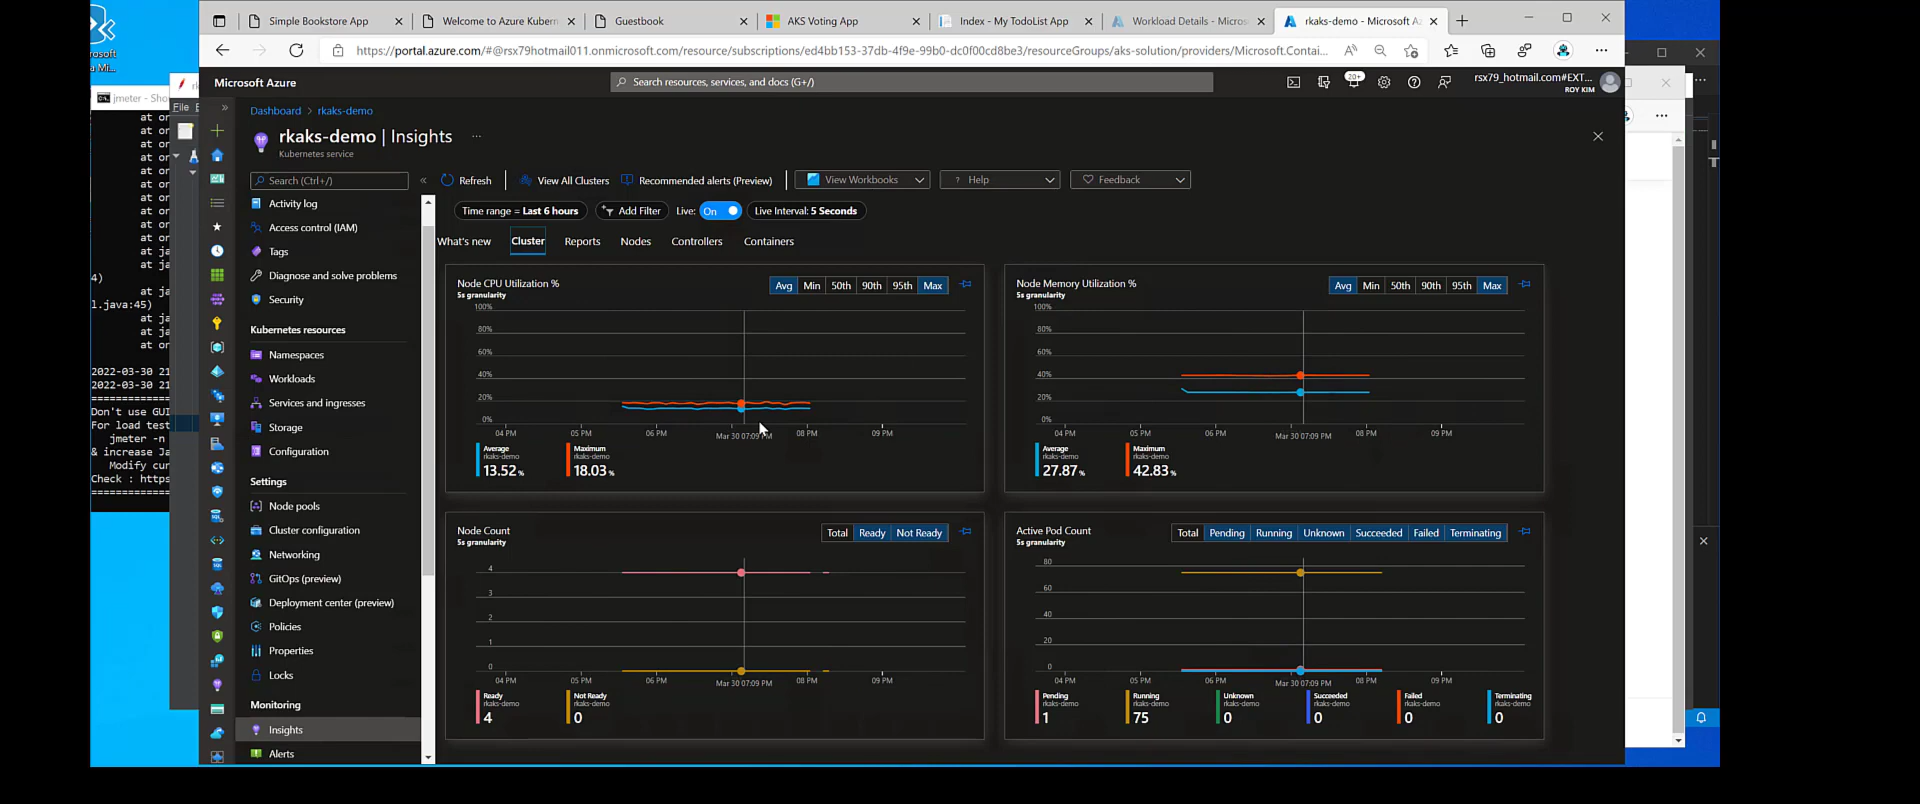 Simple Bookstore App
Welcome to Azure Kubern
Guestbook
AKS Voting App
Index - My TodoList App
Workload Details - Micros
rkaks-demo - Microsoft Az
https://portal.azure.com/#@rsx79hotmail011.onmicrosoft.com/resource/subscriptions/ed4bb153-37db-4f9e-99b0-dc0f00cd8be3/resourceGroups/aks-solution/providers/Microsoft.Contai...
osoft
a Mi...
jmeter - Sho
File
Microsoft Azure
Search resources, services, and docs (G+/)
20+
rsx79_hotmail.com#EXT...
ROY KIM
Dashboard > rkaks-demo
rkaks-demo | Insights ...
Kubernetes service
Search (Ctrl+/)
Refresh
View All Clusters
Recommended alerts (Preview)
View Workbooks
? Help
Feedback
Time range = Last 6 hours
Add Filter
Live: On
Live Interval: 5 Seconds
What's new
Cluster
Reports
Nodes
Controllers
Containers
Activity log
Access control (IAM)
Tags
Diagnose and solve problems
Security
Kubernetes resources
Namespaces
Workloads
Services and ingresses
Storage
Configuration
Settings
Node pools
Cluster configuration
Networking
GitOps (preview)
Deployment center (preview)
Policies
Properties
Locks
Monitoring
Insights
Alerts
Node CPU Utilization %
5s granularity
Avg Min 50th 90th 95th Max
100%
80%
60%
40%
20%
0%
04 PM 05 PM 06 PM Mar 30 07:09 PM 08 PM 09 PM
Average
rkaks-demo
13.52 %
Maximum
rkaks-demo
18.03 %
Node Memory Utilization %
5s granularity
Avg Min 50th 90th 95th Max
100%
80%
60%
40%
20%
0%
04 PM 05 PM 06 PM Mar 30 07:09 PM 08 PM 09 PM
Average
rkaks-demo
27.87 %
Maximum
rkaks-demo
42.83 %
Node Count
5s granularity
Total Ready Not Ready
4
3
2
1
0
04 PM 05 PM 06 PM Mar 30 07:09 PM 08 PM 09 PM
Ready
rkaks-demo
4
Not Ready
rkaks-demo
0
Active Pod Count
5s granularity
Total Pending Running Unknown Succeeded Failed Terminating
80
60
40
20
0
04 PM 05 PM 06 PM Mar 30 07:09 PM 08 PM 09 PM
Pending
rkaks-demo
1
Running
rkaks-demo
75
Unknown
rkaks-demo
0
Succeeded
rkaks-demo
0
Failed
rkaks-demo
0
Terminating
rkaks-demo
0
at or
at or
at or
at or
at or
at or
at or
at or
at or
at or
at ja
4)
at ja
l.java:45)
at ja
at ja
at or
2022-03-30 21
2022-03-30 21
Don't use GUI
For load test
jmeter -n
& increase Ja
Modify cur
Check : https